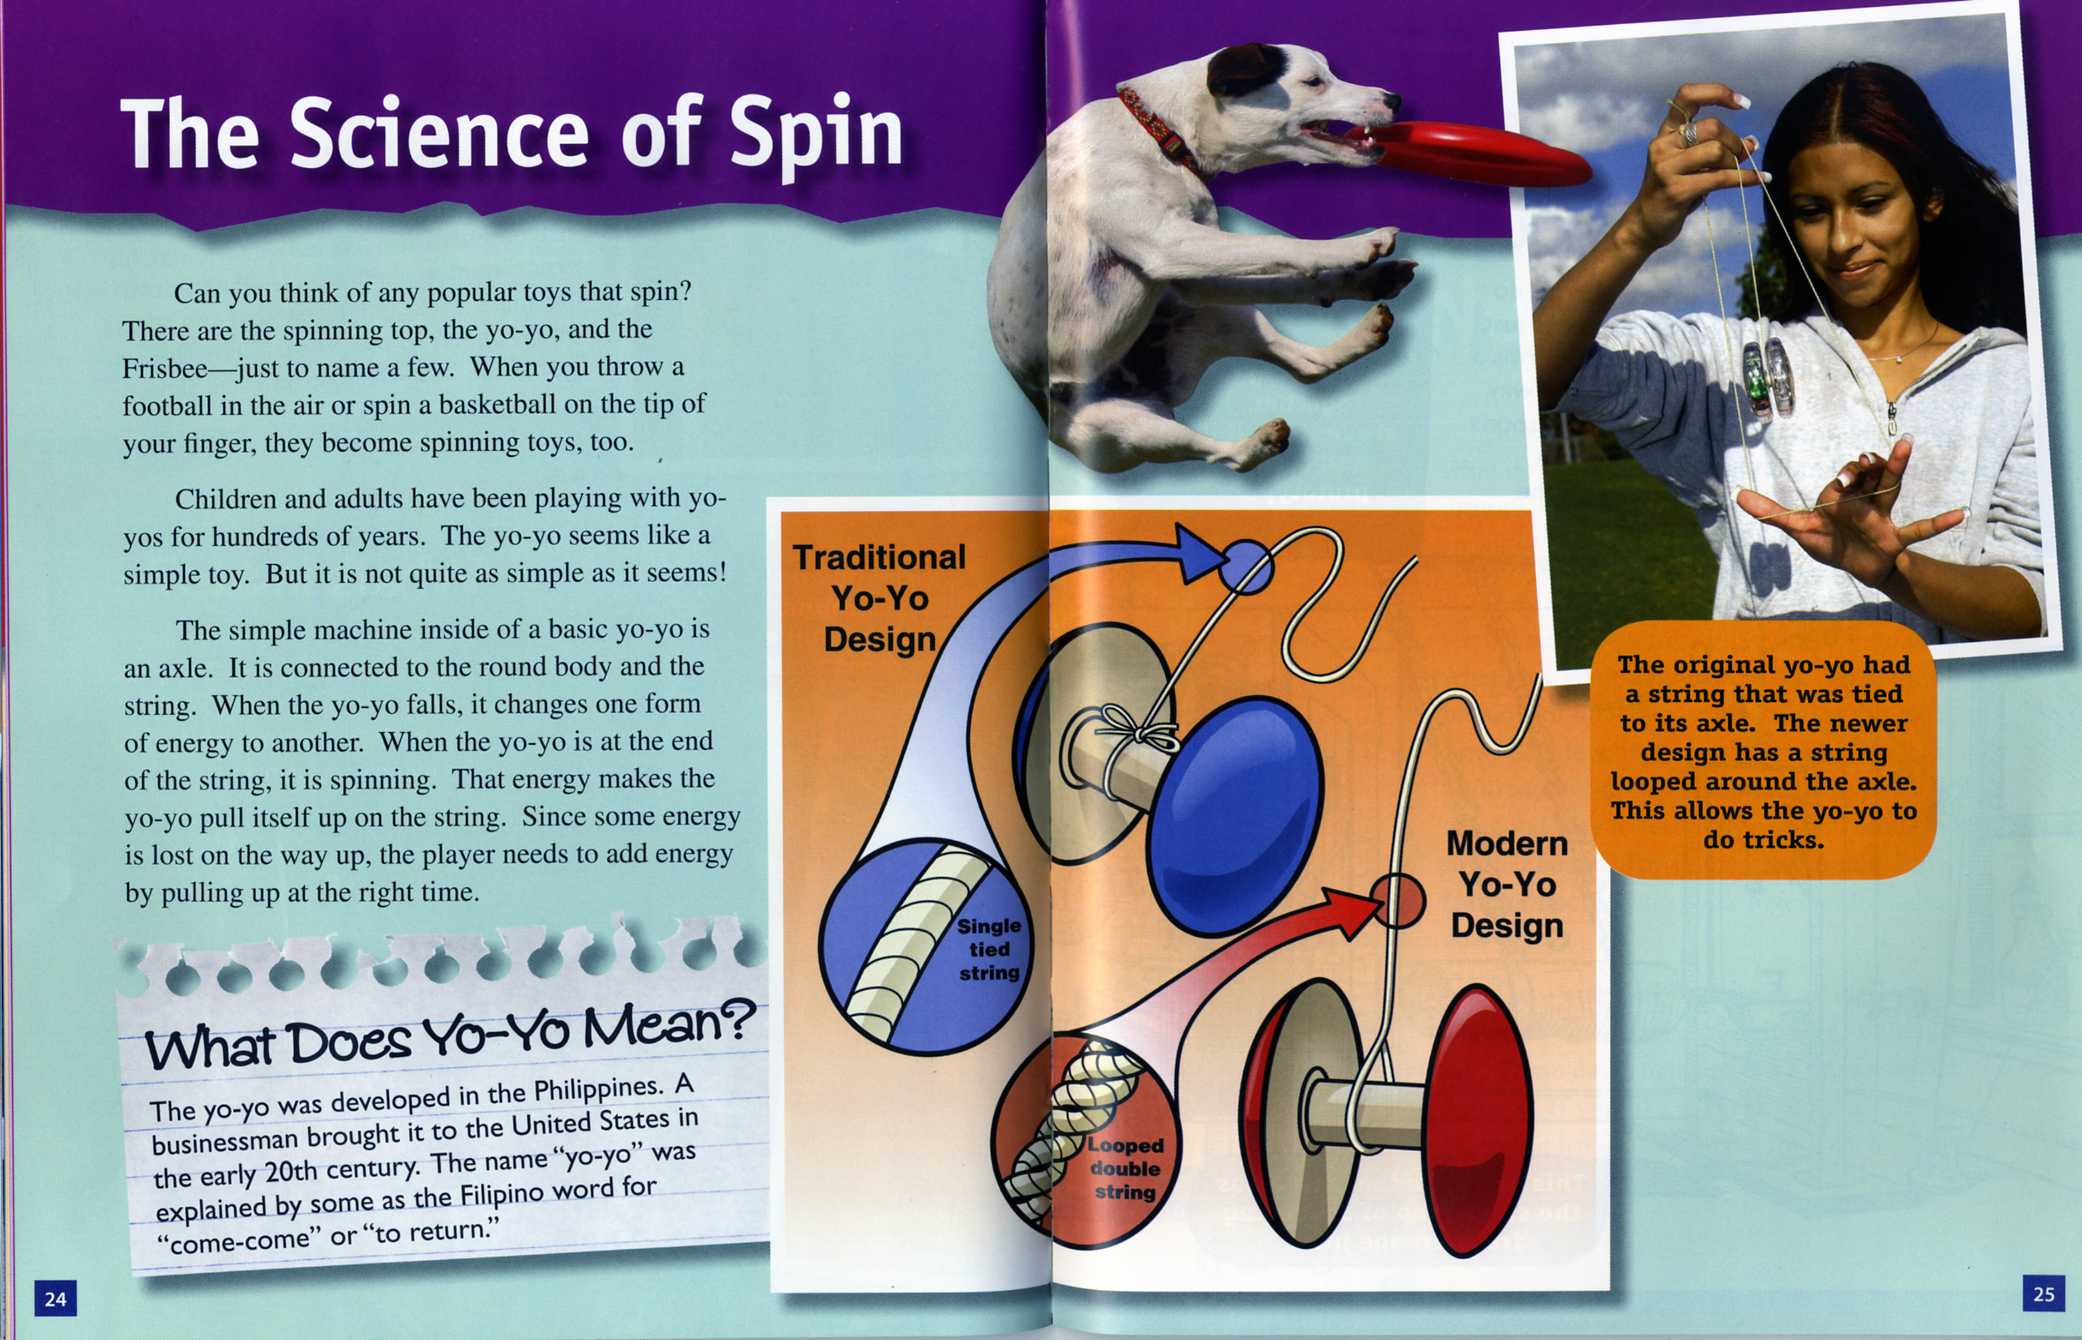 The Science of Spin
Can you think of any popular toys that spin?
There are the spinning top, the yo-yo, and the
Frisbee—just to name a few. When you throw a
football in the air or spin a basketball on the tip of
your finger, they become spinning toys, too.
Children and adults have been playing with yo-
yos for hundreds of years. The yo-yo seems like a
simple toy. But it is not quite as simple as it seems!
The simple machine inside of a basic yo-yo is
an axle. It is connected to the round body and the
string. When the yo-yo falls, it changes one form
of energy to another. When the yo-yo is at the end
of the string, it is spinning. That energy makes the
yo-yo pull itself up on the string. Since some energy
is lost on the way up, the player needs to add energy
by pulling up at the right time.
What Does Yo-Yo Mean?
The yo-yo was developed in the Philippines. A
businessman brought it to the United States in
the early 20th century. The name “yo-yo” was
explained by some as the Filipino word for
“come-come” or “to return.”
24
Traditional
Yo-Yo
Design
Single
tied
string
Modern
Yo-Yo
Design
Looped
double
string
The original yo-yo had
a string that was tied
to its axle. The newer
design has a string
looped around the axle.
This allows the yo-yo to
do tricks.
25